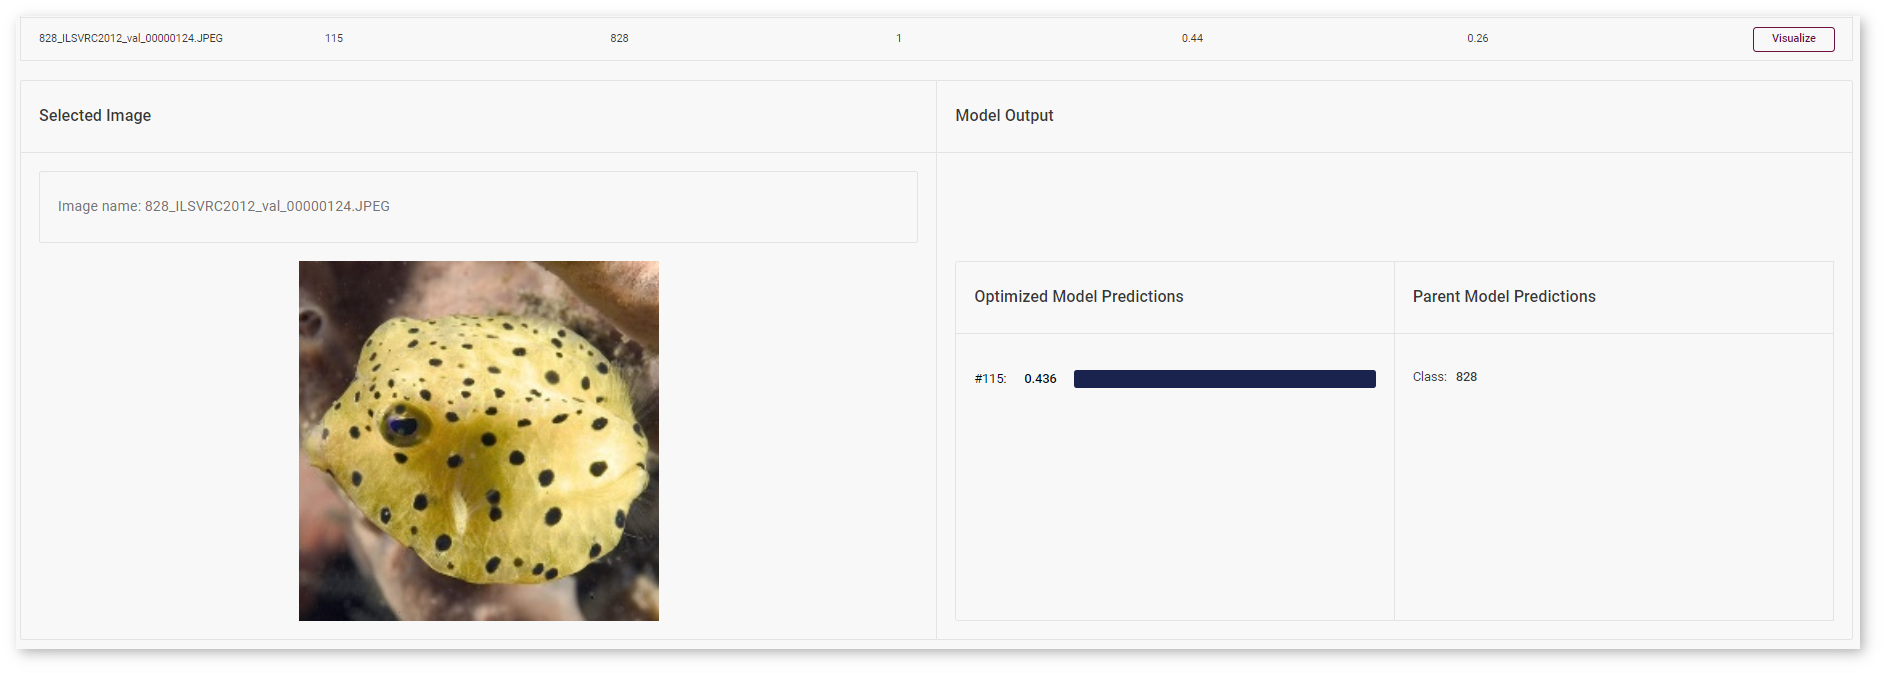 828_ILSVRC2012_val_00000124.JPEG 115 828 1 0.44 0.26 Visualize
Selected Image
Model Output
Image name: 828_ILSVRC2012_val_00000124.JPEG
Optimized Model Predictions
Parent Model Predictions
#115: 0.436
Class: 828